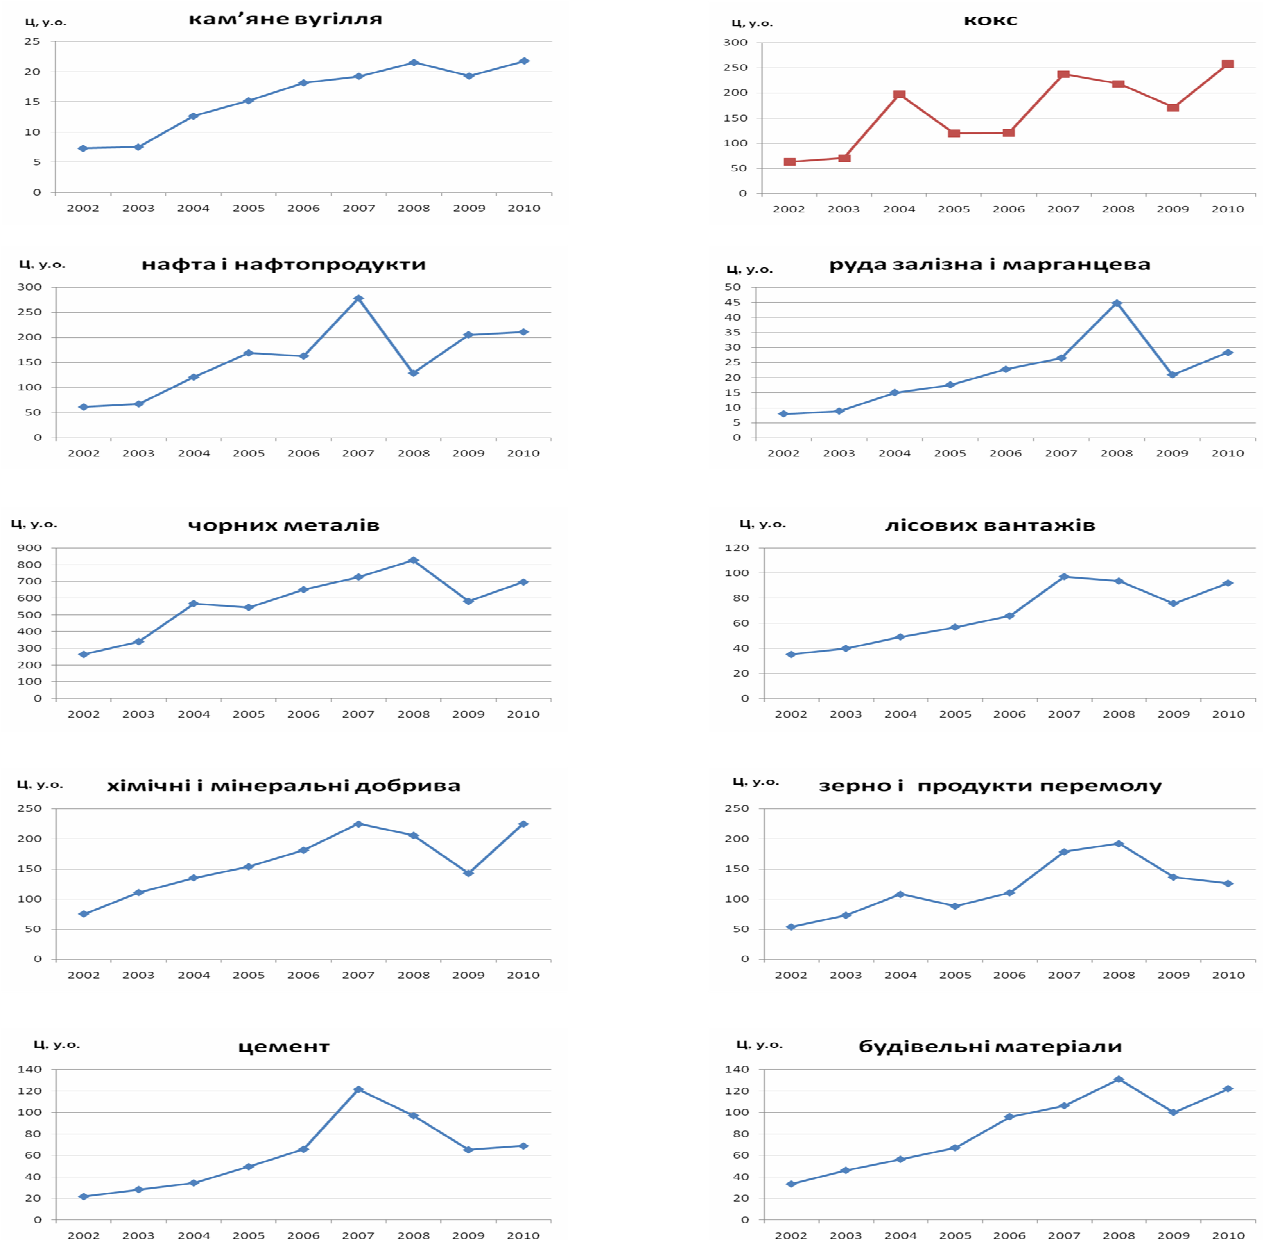 Ц, у.о.
кам’яне вугілля
25
20
15
10
5
0
2002 2003 2004 2005 2006 2007 2008 2009 2010
Ц, у.о.
кокс
300
250
200
150
100
50
0
2002 2003 2004 2005 2006 2007 2008 2009 2010
Ц, у.о.
нафта і нафтопродукти
300
250
200
150
100
50
0
2002 2003 2004 2005 2006 2007 2008 2009 2010
Ц, у.о.
руда залізна і марганцева
50
45
40
35
30
25
20
15
10
5
0
2002 2003 2004 2005 2006 2007 2008 2009 2010
Ц, у.о.
чорних металів
900
800
700
600
500
400
300
200
100
0
2002 2003 2004 2005 2006 2007 2008 2009 2010
Ц, у.о.
лісових вантажів
120
100
80
60
40
20
0
2002 2003 2004 2005 2006 2007 2008 2009 2010
Ц, у.о.
хімічні і мінеральні добрива
250
200
150
100
50
0
2002 2003 2004 2005 2006 2007 2008 2009 2010
Ц, у.о.
зерно і продукти перемолу
250
200
150
100
50
0
2002 2003 2004 2005 2006 2007 2008 2009 2010
Ц, у.о.
цемент
140
120
100
80
60
40
20
0
2002 2003 2004 2005 2006 2007 2008 2009 2010
Ц, у.о.
будівельні матеріали
140
120
100
80
60
40
20
0
2002 2003 2004 2005 2006 2007 2008 2009 2010